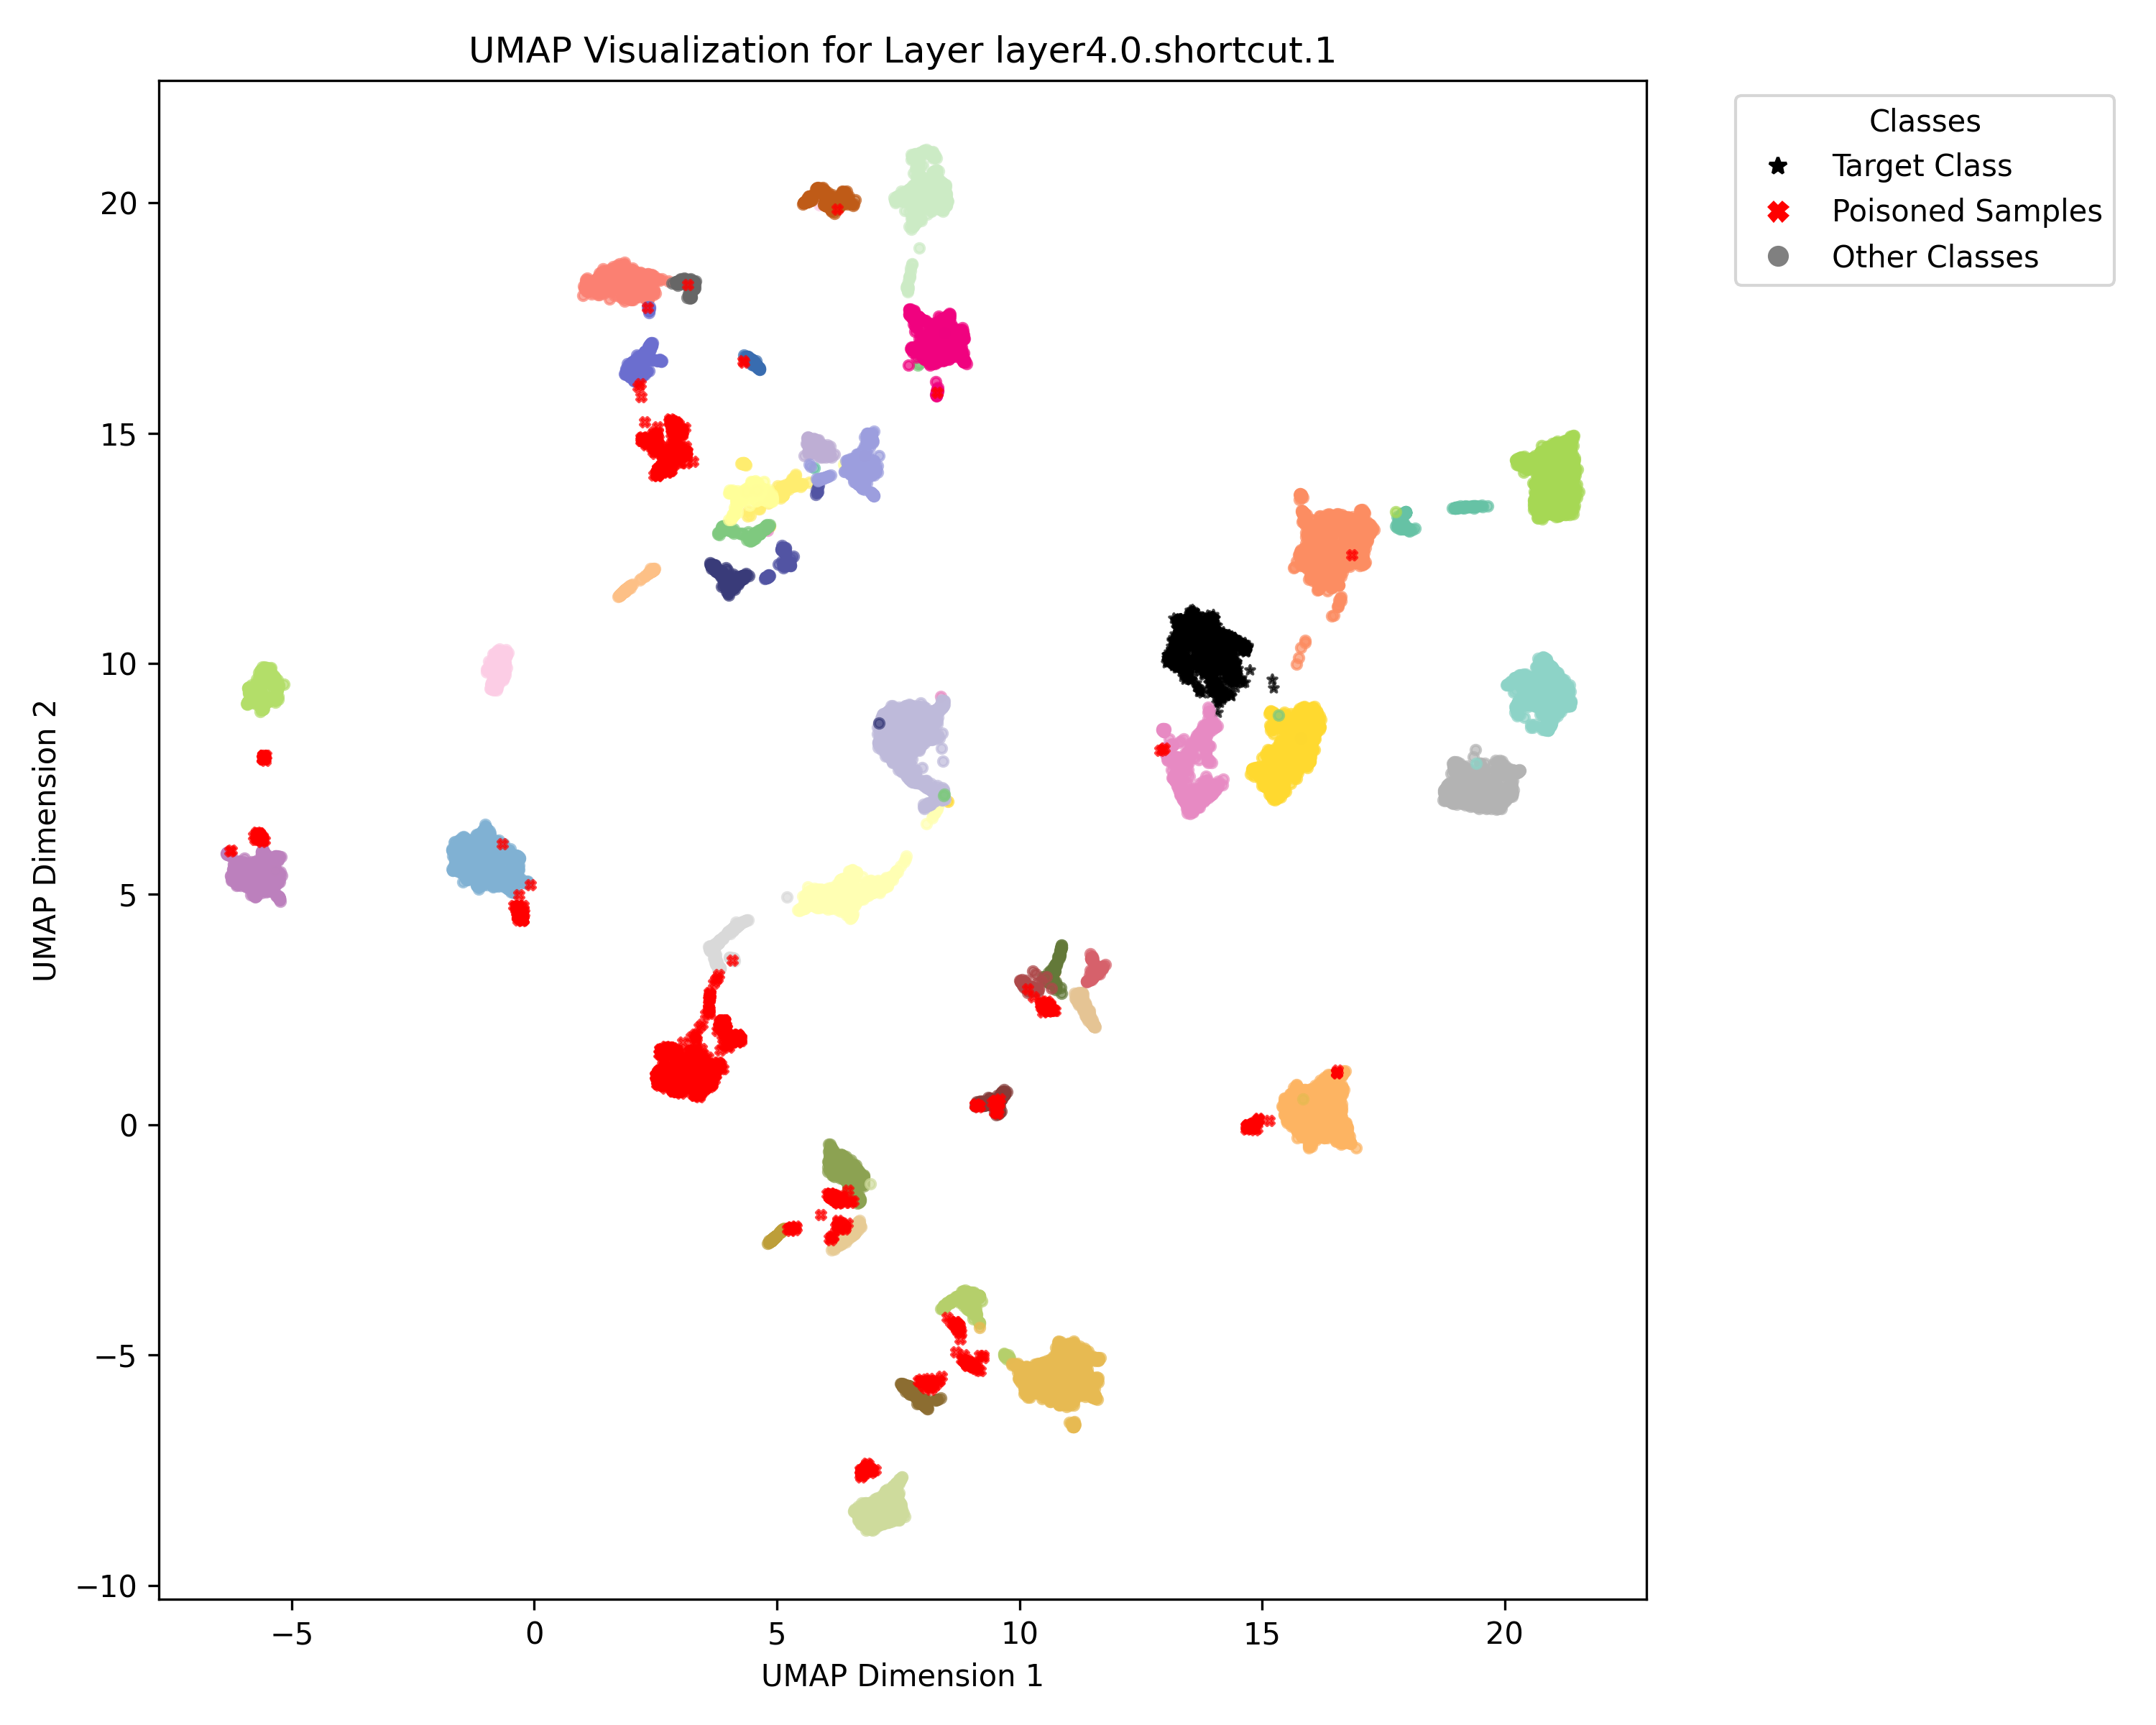 UMAP Visualization for Layer layer4.0.shortcut.1
Classes
Target Class
Poisoned Samples
Other Classes
UMAP Dimension 2
20
15
10
5
0
−5
−10
−5
0
5
10
15
20
UMAP Dimension 1